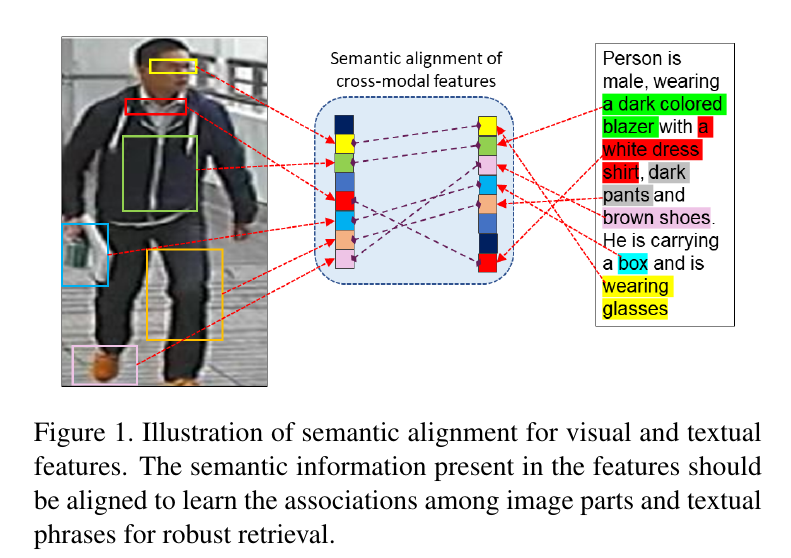 Semantic alignment of
cross-modal features
Person is
male, wearing
a dark colored
blazer with a
white dress
shirt, dark
pants and
brown shoes.
He is carrying
a box and is
wearing
glasses
Figure 1. Illustration of semantic alignment for visual and textual
features. The semantic information present in the features should
be aligned to learn the associations among image parts and textual
phrases for robust retrieval.